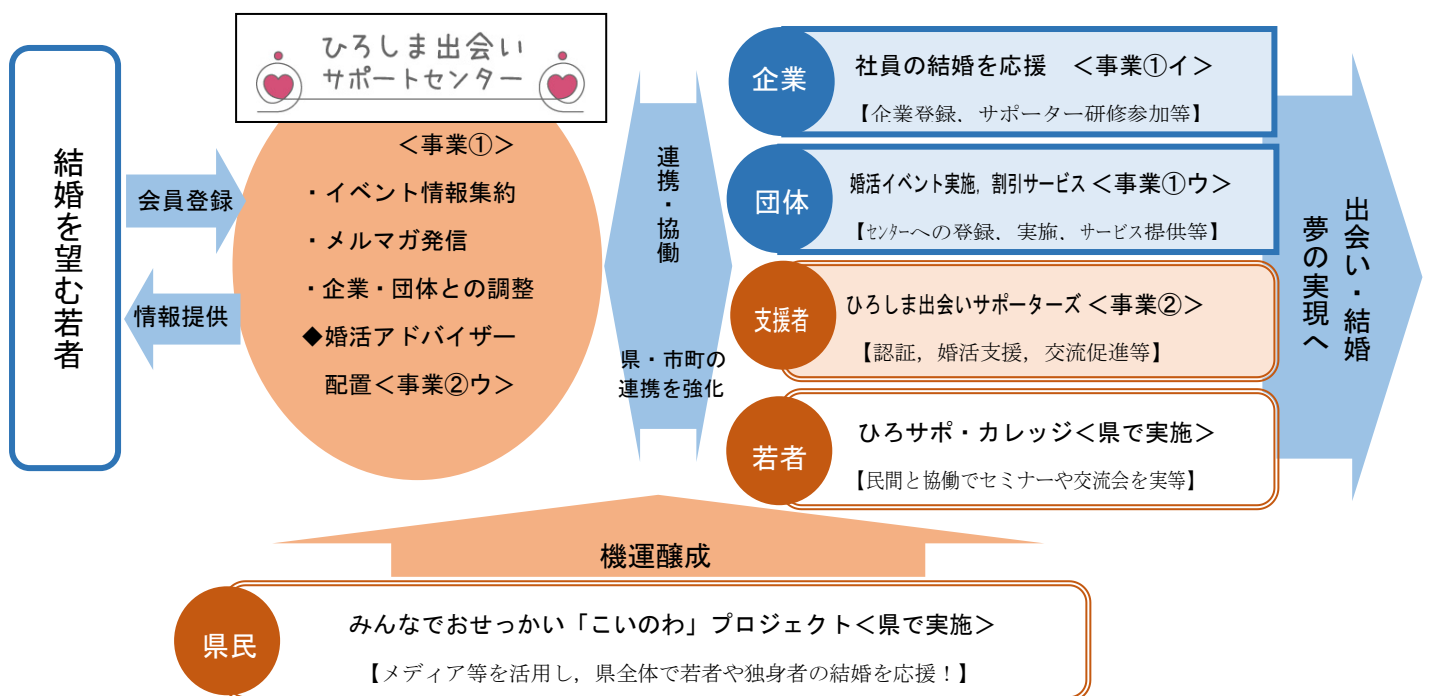 ひろしま出会い
サポートセンター
結婚を望む若者
会員登録
情報提供
＜事業①＞
・イベント情報集約
・メルマガ発信
・企業・団体との調整
◆婚活アドバイザー
配置＜事業②ウ＞
連携・協働
県・市町の
連携を強化
企業
社員の結婚を応援　＜事業①イ＞
【企業登録，サポーター研修参加等】
団体
婚活イベント実施，割引サービス＜事業①ウ＞
【センターへの登録，実施，サービス提供等】
支援者
ひろしま出会いサポーターズ＜事業②＞
【認証，婚活支援，交流促進等】
若者
ひろサポ・カレッジ＜県で実施＞
【民間と協働でセミナーや交流会を実等】
出会い・結婚
夢の実現へ
機運醸成
県民
みんなでおせっかい「こいのわ」プロジェクト＜県で実施＞
【メディア等を活用し，県全体で若者や独身者の結婚を応援！】